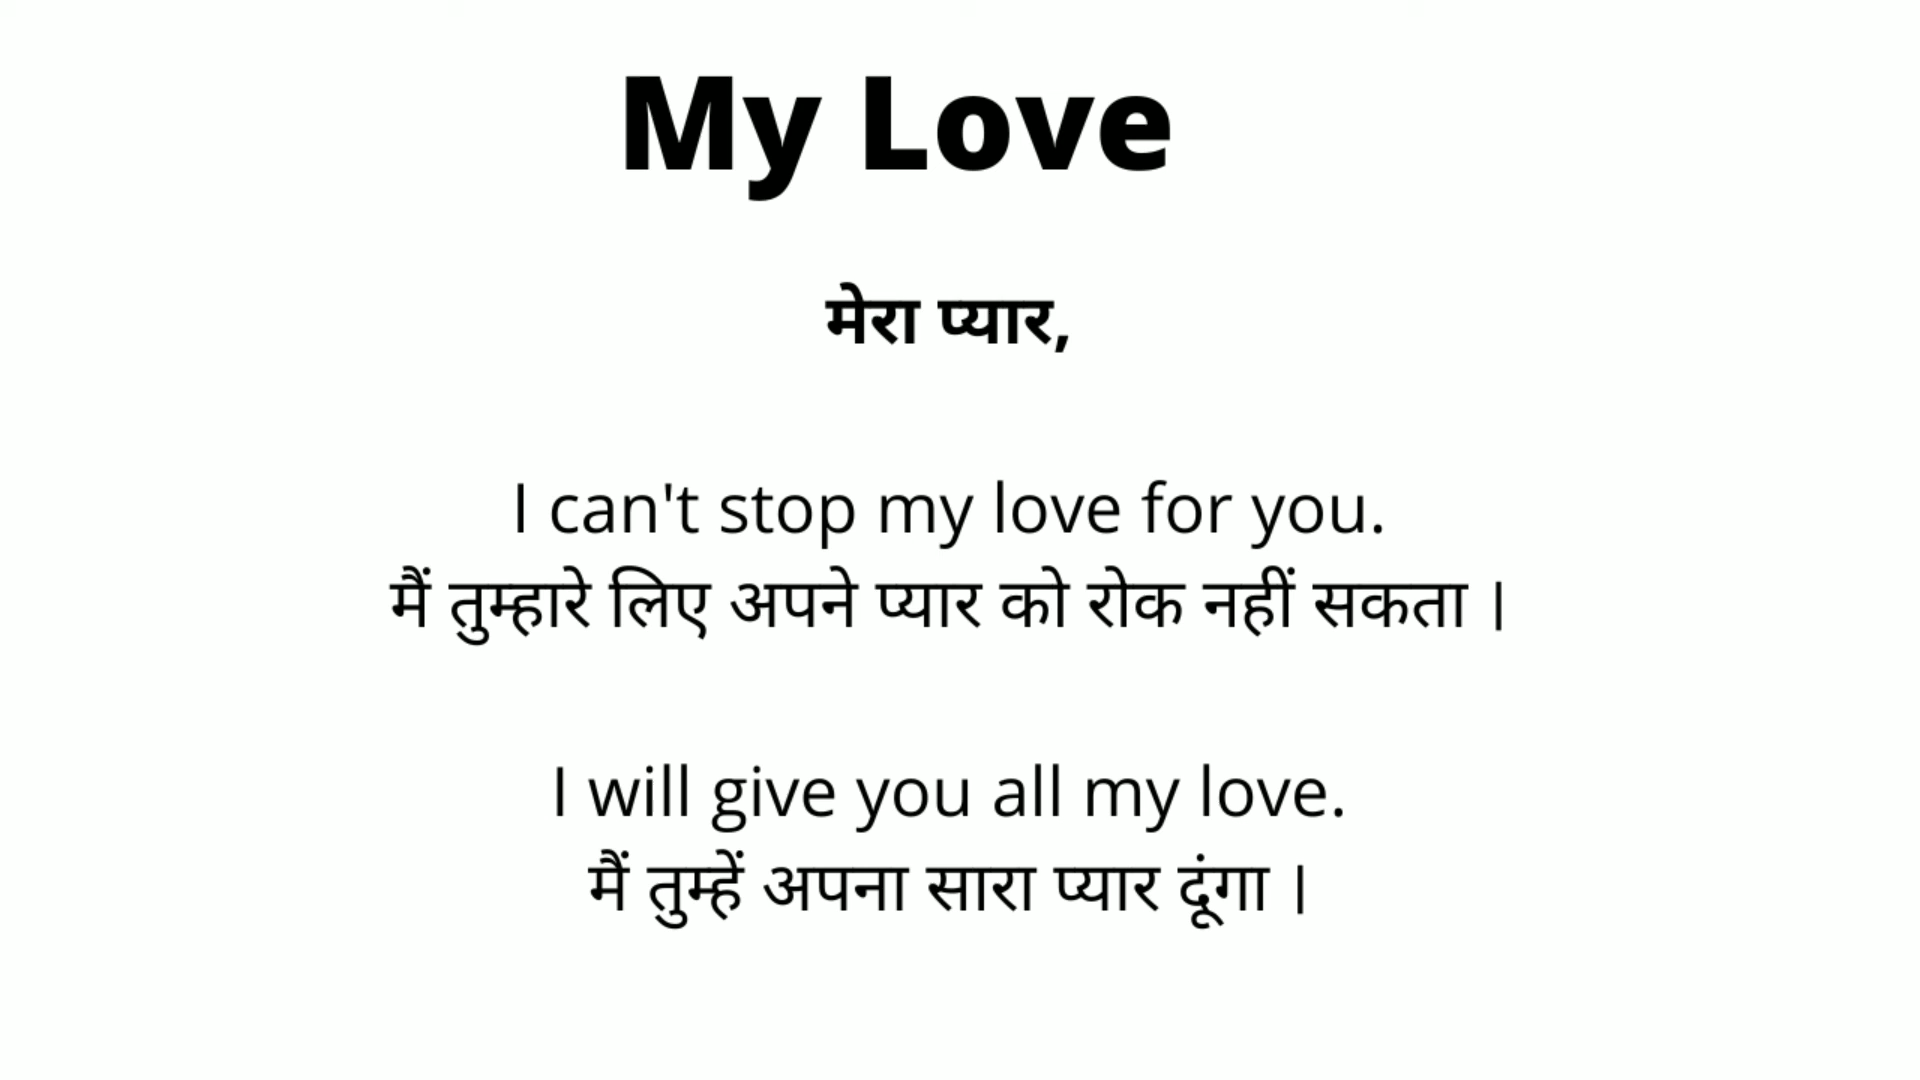 My Love
मेरा प्यार,
I can't stop my love for you.
मैं तुम्हारे लिए अपने प्यार को रोक नहीं सकता ।
I will give you all my love.
मैं तुम्हें अपना सारा प्यार दूंगा ।